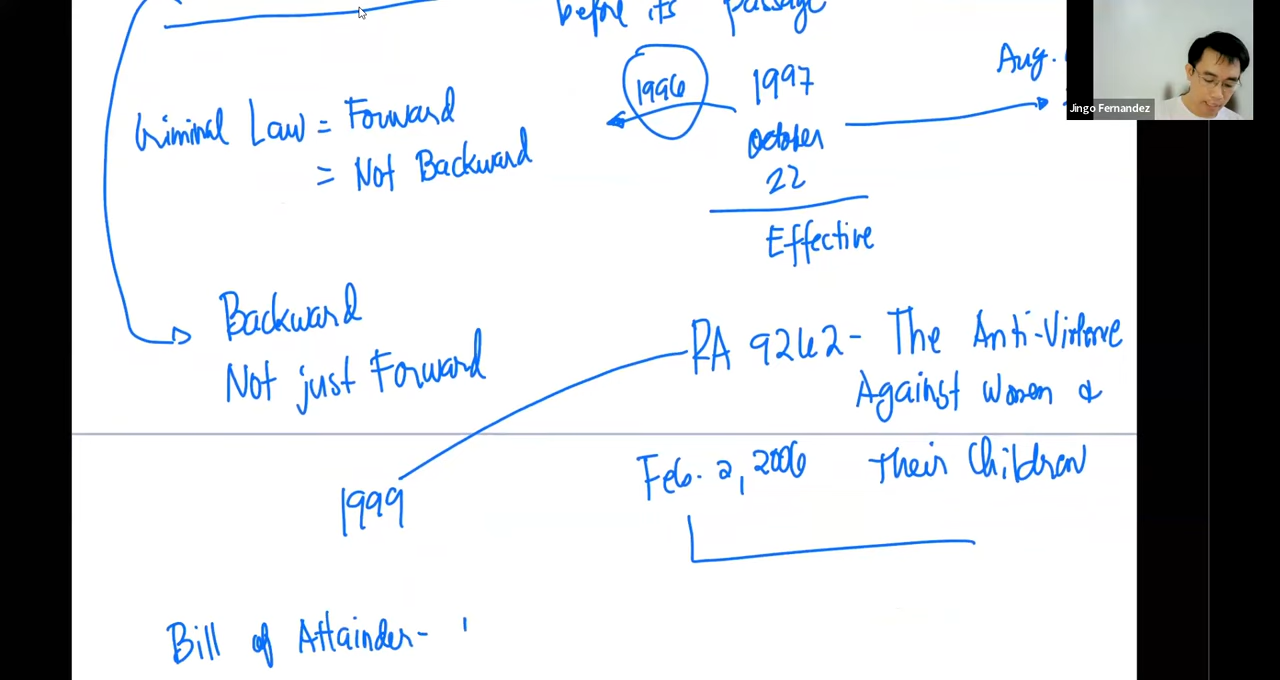 before its passage
1996
1997
Aug.
Jingo Fernandez
Criminal Law = Forward
= Not Backward
October
22
Effective
Backward
Not just Forward
RA 9262 - The Anti-Violence
Against Women &
Their Children
Feb. 2, 2006
1999
Bill of Attainder-